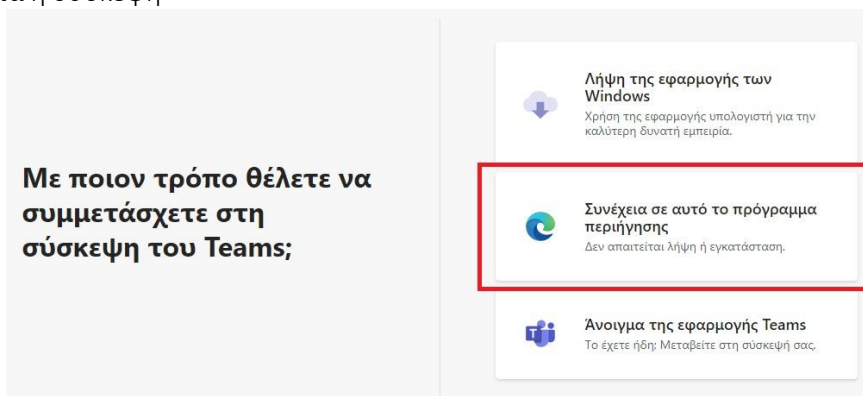 Λήψη της εφαρμογής των
Windows
Χρήση της εφαρμογής υπολογιστή για την
καλύτερη δυνατή εμπειρία.
Με ποιον τρόπο θέλετε να
συμμετάσχετε στη
σύσκεψη του Teams;
Συνέχεια σε αυτό το πρόγραμμα
περιήγησης
Δεν απαιτείται λήψη ή εγκατάσταση.
Άνοιγμα της εφαρμογής Teams
Το έχετε ήδη; Μεταβείτε στη σύσκεψή σας.